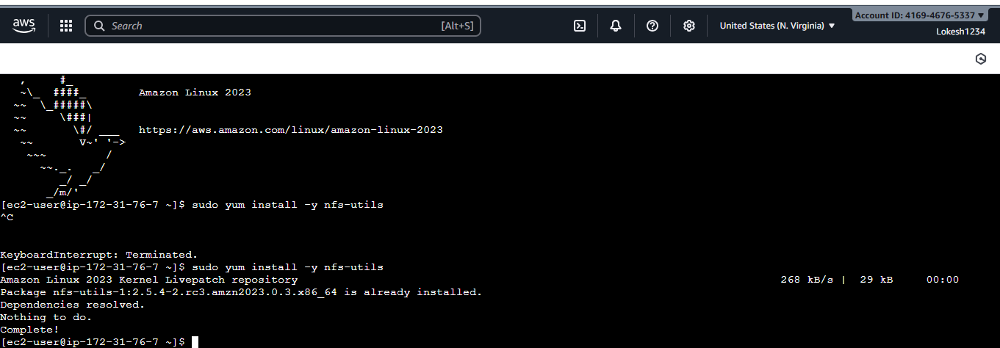 aws
Search [Alt+S]
United States (N. Virginia) ▼
Account ID: 4169-4676-5337 ▼
Lokesh1234
   ,     #_
   ~\_  ####_        Amazon Linux 2023
  ~~  \_#####\
  ~~     \###|
  ~~       \#/ ___   https://aws.amazon.com/linux/amazon-linux-2023
   ~~       V~' '->
    ~~~         /
      ~~._.   _/
         _/ _/
       _/m/'
[ec2-user@ip-172-31-76-7 ~]$ sudo yum install -y nfs-utils
^C
KeyboardInterrupt: Terminated.
[ec2-user@ip-172-31-76-7 ~]$ sudo yum install -y nfs-utils
Amazon Linux 2023 Kernel Livepatch repository 268 kB/s | 29 kB 00:00
Package nfs-utils-1:2.5.4-2.rc3.amzn2023.0.3.x86_64 is already installed.
Dependencies resolved.
Nothing to do.
Complete!
[ec2-user@ip-172-31-76-7 ~]$